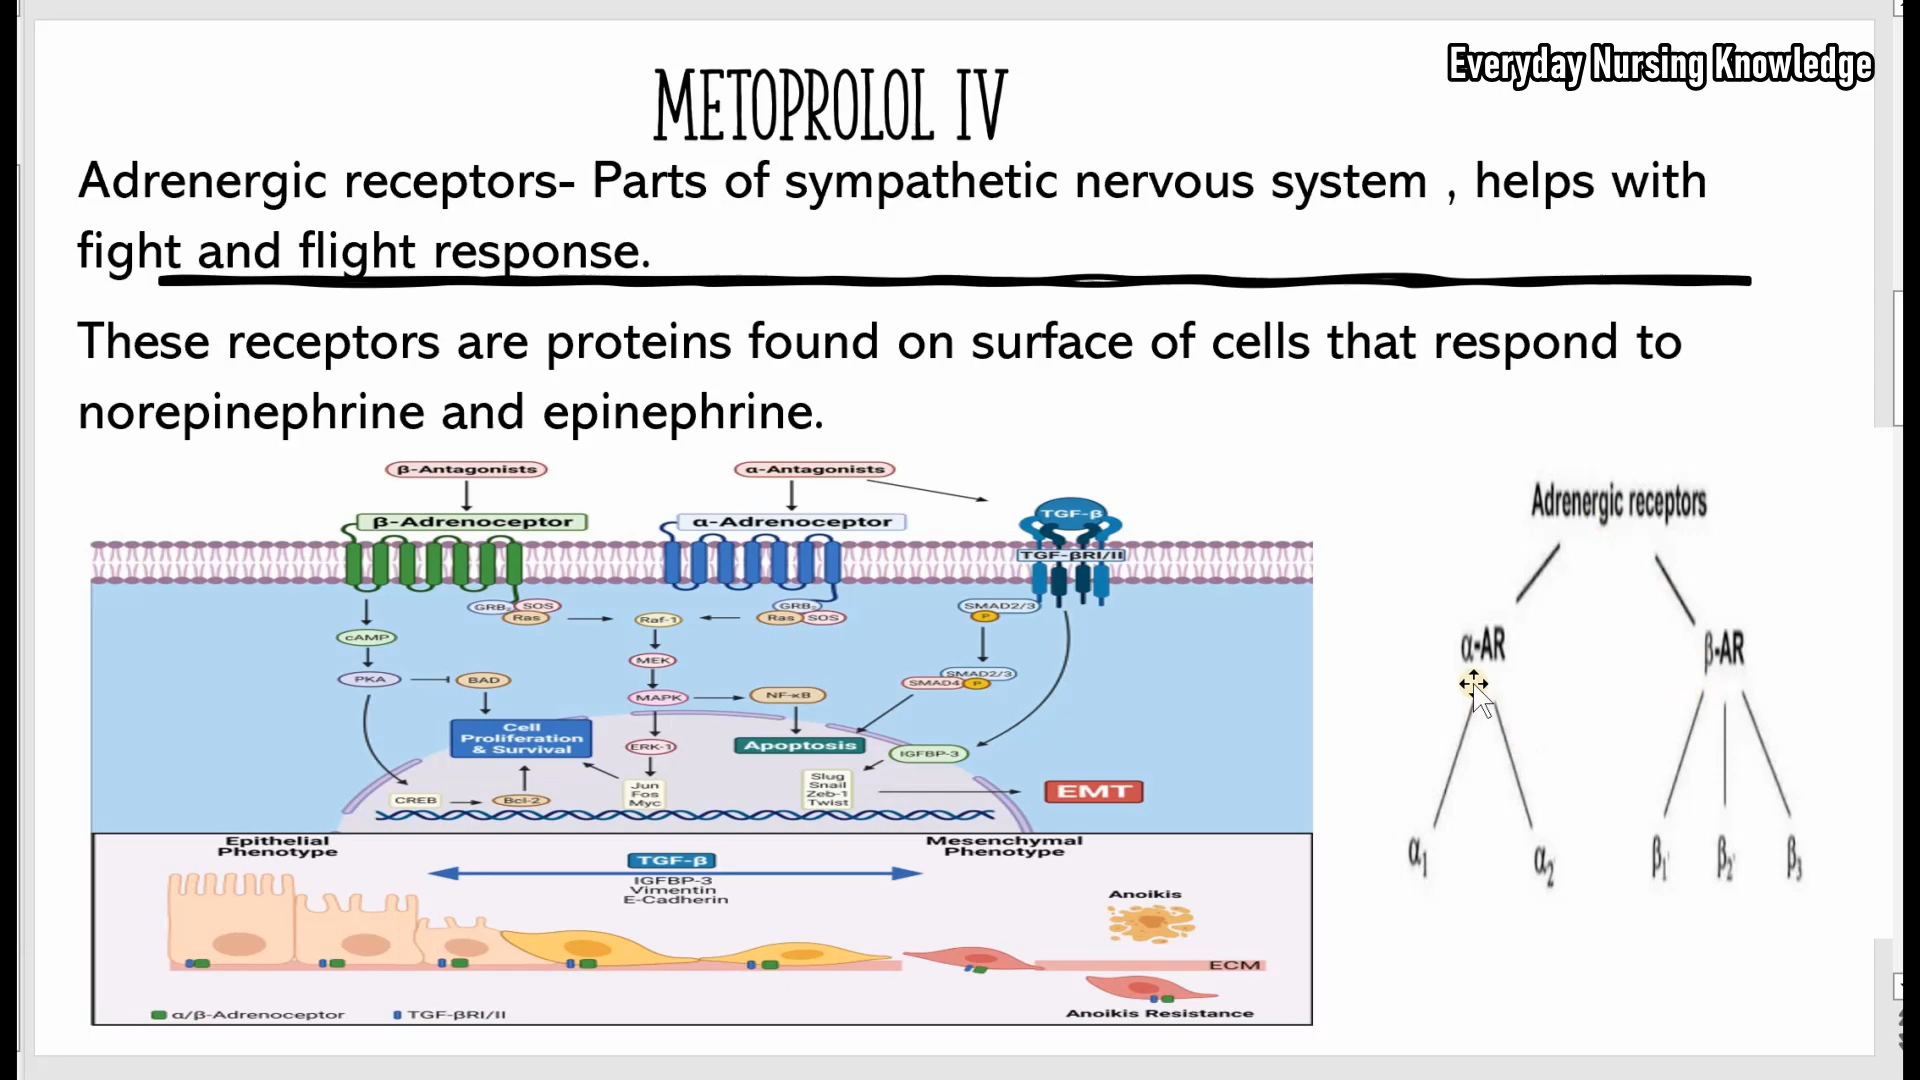 Everyday Nursing Knowledge
METOPROLOL IV
Adrenergic receptors- Parts of sympathetic nervous system , helps with
fight and flight response.
These receptors are proteins found on surface of cells that respond to
norepinephrine and epinephrine.
β-Antagonists
α-Antagonists
β-Adrenoceptor
α-Adrenoceptor
TGF-β
TGF-βRI/II
GRB2
SOS
Ras
Raf-1
GRB2
Ras
SOS
SMAD2/3
P
cAMP
MEK
PKA
BAD
MAPK
NF-κB
SMAD2/3
SMAD4
P
Cell
Proliferation
& Survival
ERK-1
Apoptosis
IGFBP-3
CREB
Bcl-2
Jun
Fos
Myc
Slug
Snail
Zeb-1
Twist
EMT
Epithelial
Phenotype
TGF-β
IGFBP-3
Vimentin
E-Cadherin
Mesenchymal
Phenotype
Anoikis
ECM
Anoikis Resistance
α/β-Adrenoceptor
TGF-βRI/II
Adrenergic receptors
α-AR
β-AR
α1
α2
β1
β2
β3